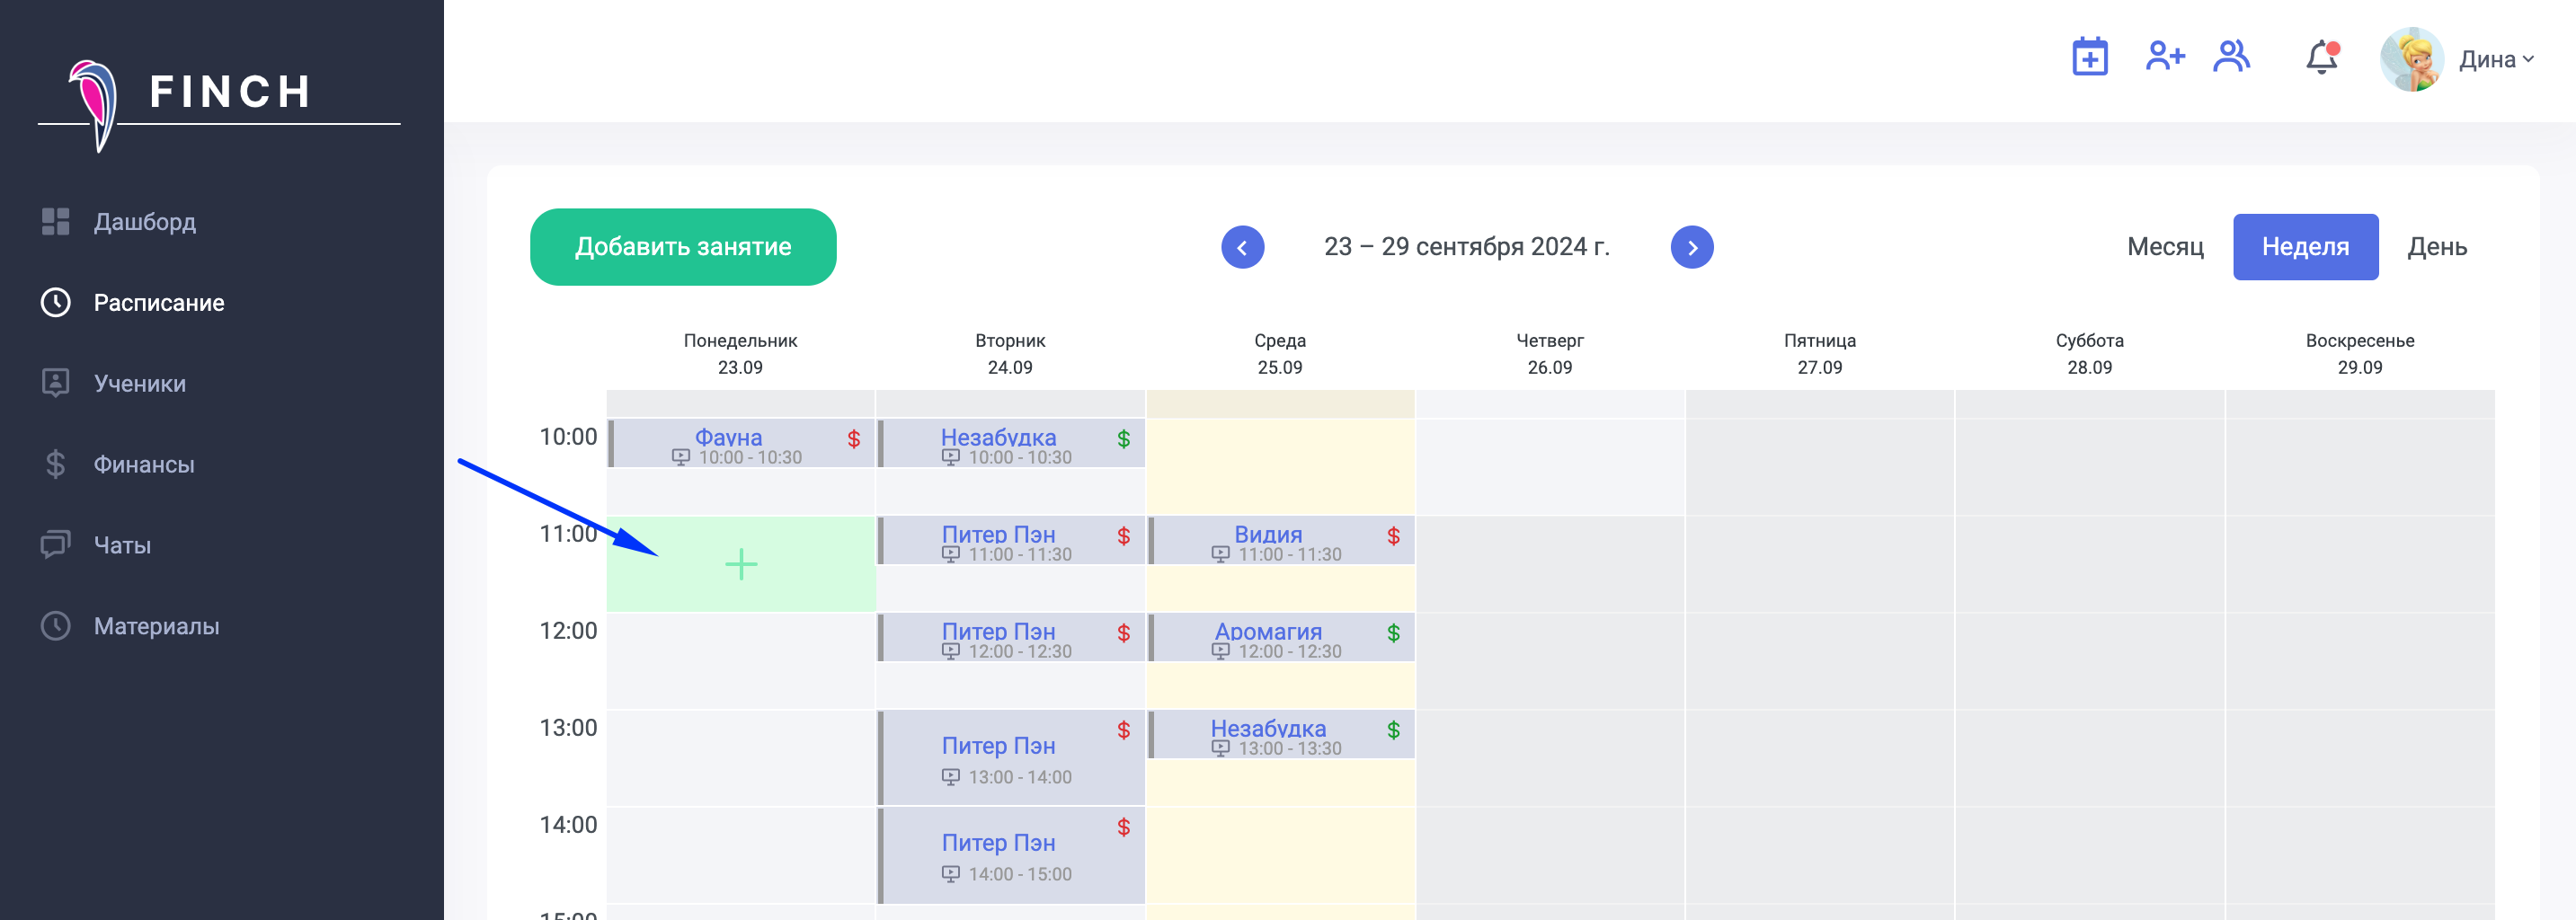 FINCH
Дашборд
Расписание
Ученики
Финансы
Чаты
Материалы
Дина
Добавить занятие
23 – 29 сентября 2024 г.
Месяц
Неделя
День
Понедельник
23.09
Вторник
24.09
Среда
25.09
Четверг
26.09
Пятница
27.09
Суббота
28.09
Воскресенье
29.09
10:00
Фауна
$
10:00 - 10:30
Незабудка
$
10:00 - 10:30
11:00
Питер Пэн
$
11:00 - 11:30
Видия
$
11:00 - 11:30
12:00
Питер Пэн
$
12:00 - 12:30
Аромагия
$
12:00 - 12:30
13:00
Питер Пэн
$
13:00 - 14:00
Незабудка
$
13:00 - 13:30
14:00
Питер Пэн
$
14:00 - 15:00
15:00